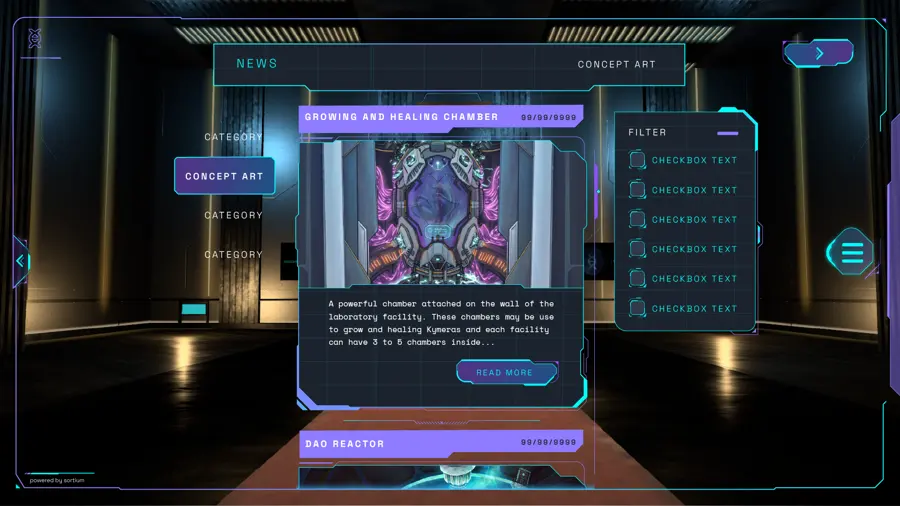 NEWS
CONCEPT ART
CATEGORY
CONCEPT ART
CATEGORY
CATEGORY
GROWING AND HEALING CHAMBER
99/99/9999
A powerful chamber attached on the wall of the
laboratory facility. These chambers may be use
to grow and healing Kymeras and each facility
can have 3 to 5 chambers inside...
READ MORE
DAO REACTOR
99/99/9999
FILTER
CHECKBOX TEXT
CHECKBOX TEXT
CHECKBOX TEXT
CHECKBOX TEXT
CHECKBOX TEXT
CHECKBOX TEXT
powered by sortium